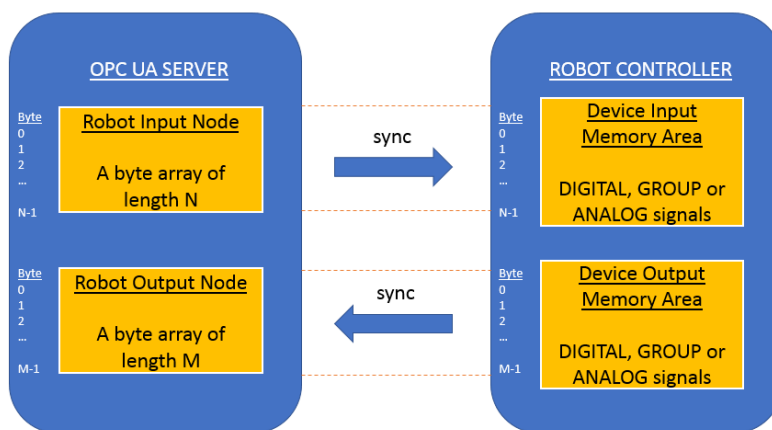 OPC UA SERVER
Byte
0
1
2
...
N-1
Robot Input Node
A byte array of
length N
Byte
0
1
2
...
M-1
Robot Output Node
A byte array of
length M
sync
sync
ROBOT CONTROLLER
Byte
0
1
2
...
N-1
Device Input
Memory Area
DIGITAL, GROUP or
ANALOG signals
Byte
0
1
2
...
M-1
Device Output
Memory Area
DIGITAL, GROUP or
ANALOG signals